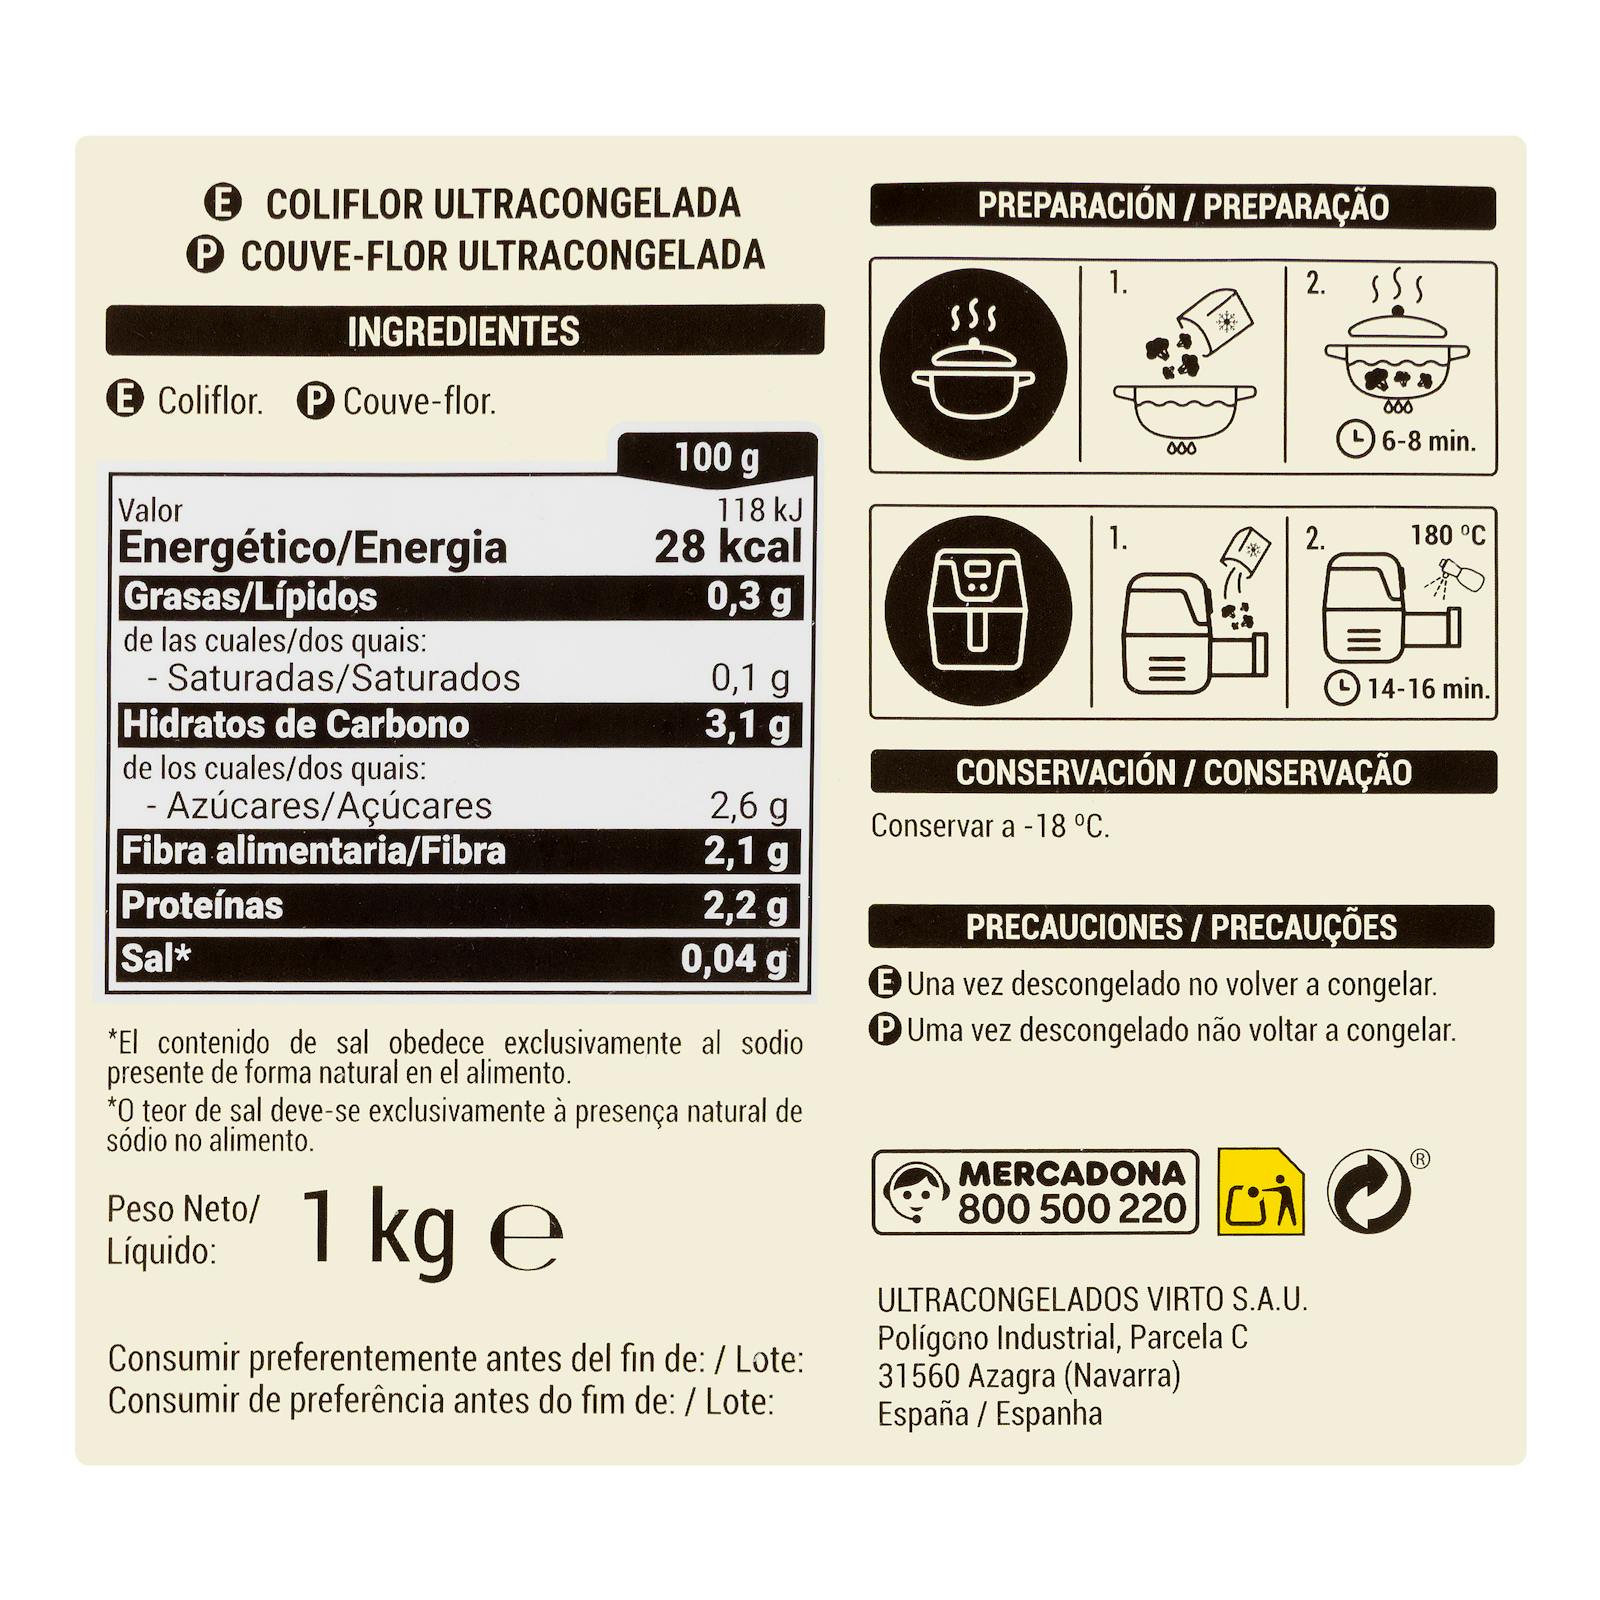 E COLIFLOR ULTRACONGELADA
P COUVE-FLOR ULTRACONGELADA
INGREDIENTES
E Coliflor. P Couve-flor.
100 g
Valor 118 kJ
Energético/Energia 28 kcal
Grasas/Lípidos 0,3 g
de las cuales/dos quais:
- Saturadas/Saturados 0,1 g
Hidratos de Carbono 3,1 g
de los cuales/dos quais:
- Azúcares/Açúcares 2,6 g
Fibra alimentaria/Fibra 2,1 g
Proteínas 2,2 g
Sal* 0,04 g
*El contenido de sal obedece exclusivamente al sodio
presente de forma natural en el alimento.
*O teor de sal deve-se exclusivamente à presença natural de
sódio no alimento.
Peso Neto/
Líquido:
1 kg e
Consumir preferentemente antes del fin de: / Lote:
Consumir de preferência antes do fim de: / Lote:
PREPARACIÓN / PREPARAÇÃO
1.
2.
6-8 min.
1.
2.
180 ºC
14-16 min.
CONSERVACIÓN / CONSERVAÇÃO
Conservar a -18 ºC.
PRECAUCIONES / PRECAUÇÕES
E Una vez descongelado no volver a congelar.
P Uma vez descongelado não voltar a congelar.
MERCADONA
800 500 220
®
ULTRACONGELADOS VIRTO S.A.U.
Polígono Industrial, Parcela C
31560 Azagra (Navarra)
España / Espanha